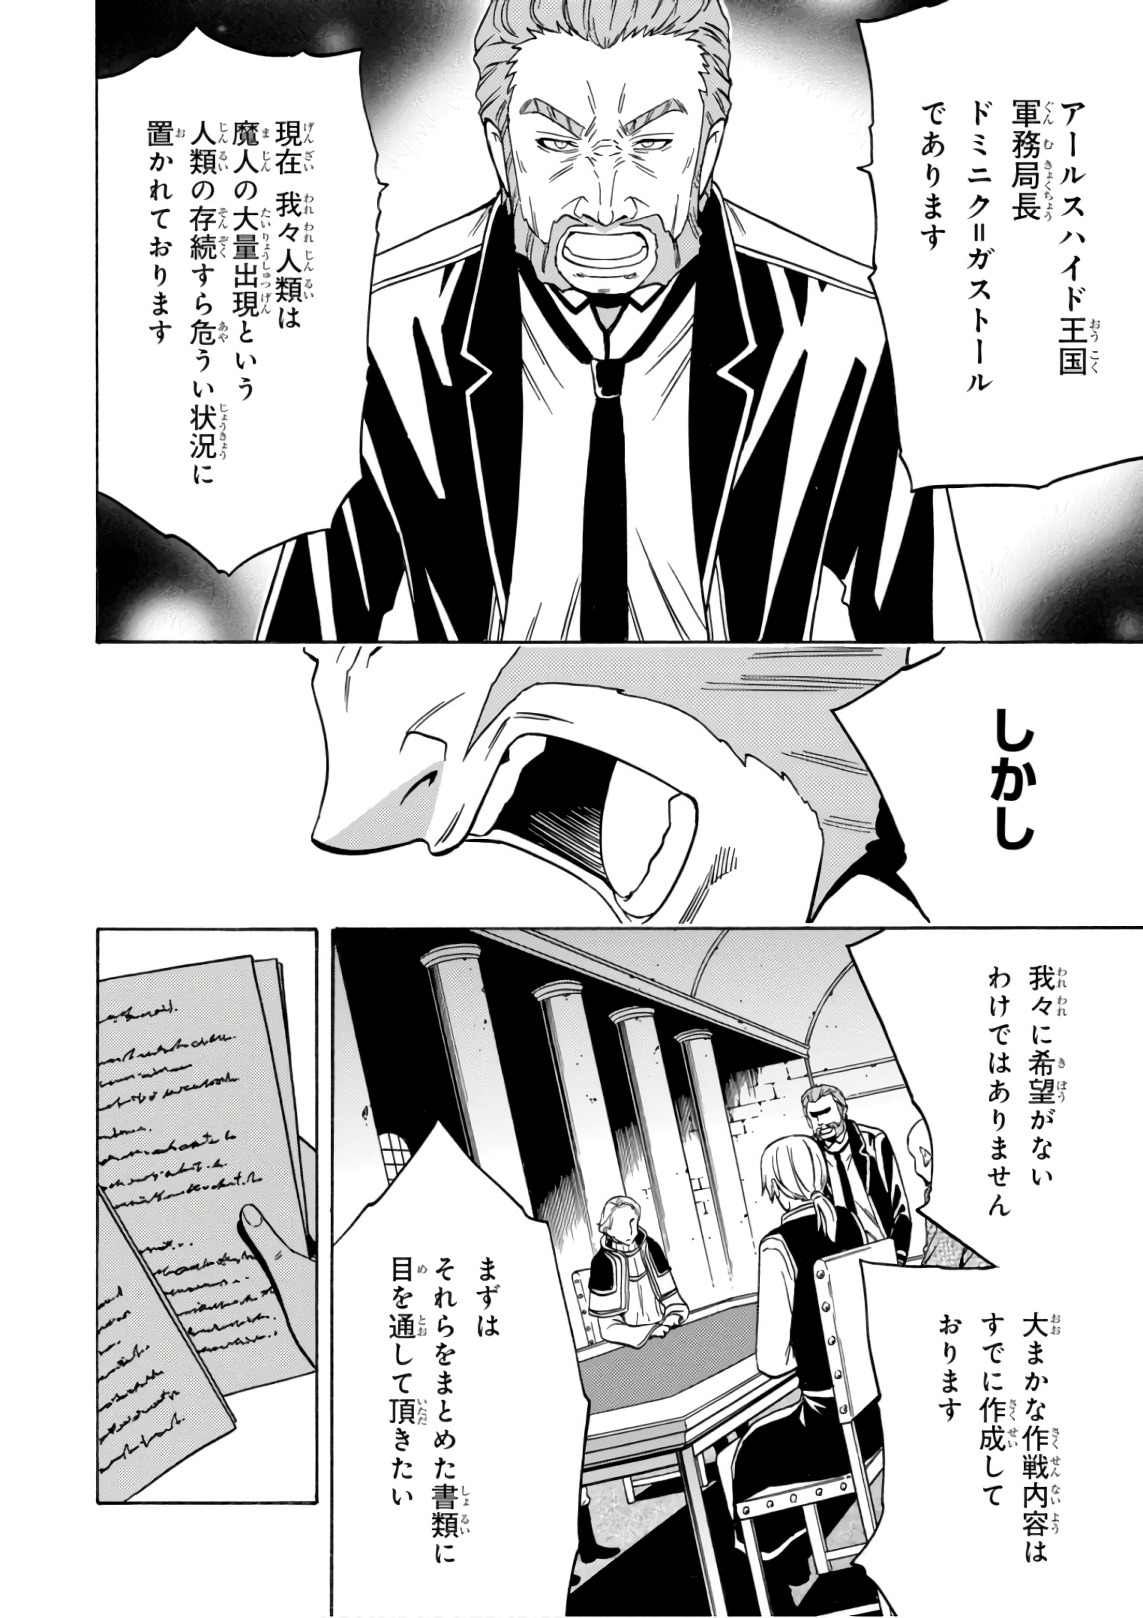 アールスハイド王国
軍務局長
ドミニク＝ガストール
であります
現在 我々人類は
魔人の大量出現という
人類の存続すら危うい状況に
置かれております
しかし
我々に希望がない
わけではありません
大まかな作戦内容は
すでに作成して
おります
まずは
それらをまとめた書類に
目を通して頂きたい